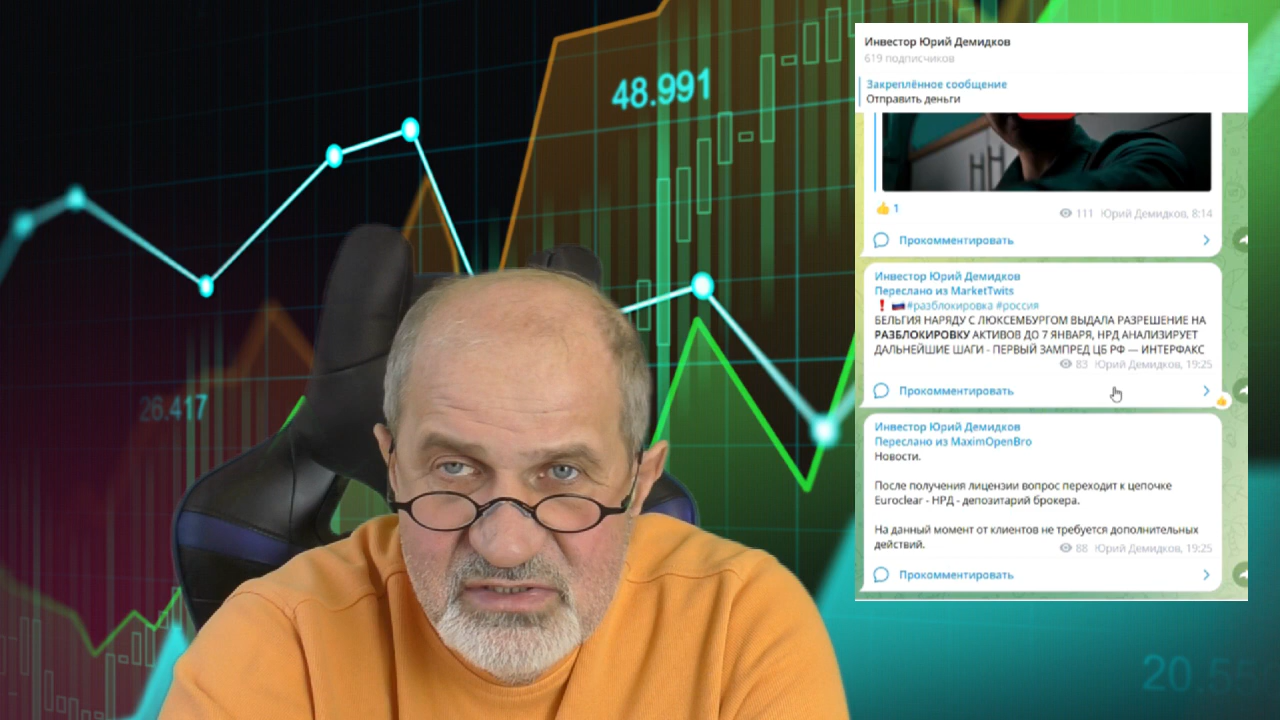 48.991
26.417
20.55
Инвестор Юрий Демидков
619 подписчиков
Закреплённое сообщение
Отправить деньги
1
111 Юрий Демидков, 8:14
Прокомментировать
Инвестор Юрий Демидков
Переслано из MarketTwits
❗🇷🇺#разблокировка #россия
БЕЛЬГИЯ НАРЯДУ С ЛЮКСЕМБУРГОМ ВЫДАЛА РАЗРЕШЕНИЕ НА
РАЗБЛОКИРОВКУ АКТИВОВ ДО 7 ЯНВАРЯ, НРД АНАЛИЗИРУЕТ
ДАЛЬНЕЙШИЕ ШАГИ - ПЕРВЫЙ ЗАМПРЕД ЦБ РФ — ИНТЕРФАКС
83 Юрий Демидков, 19:25
Прокомментировать
Инвестор Юрий Демидков
Переслано из MaximOpenBro
Новости.
После получения лицензии вопрос переходит к цепочке
Euroclear - НРД - депозитарий брокера.
На данный момент от клиентов не требуется дополнительных
действий.
88 Юрий Демидков, 19:25
Прокомментировать